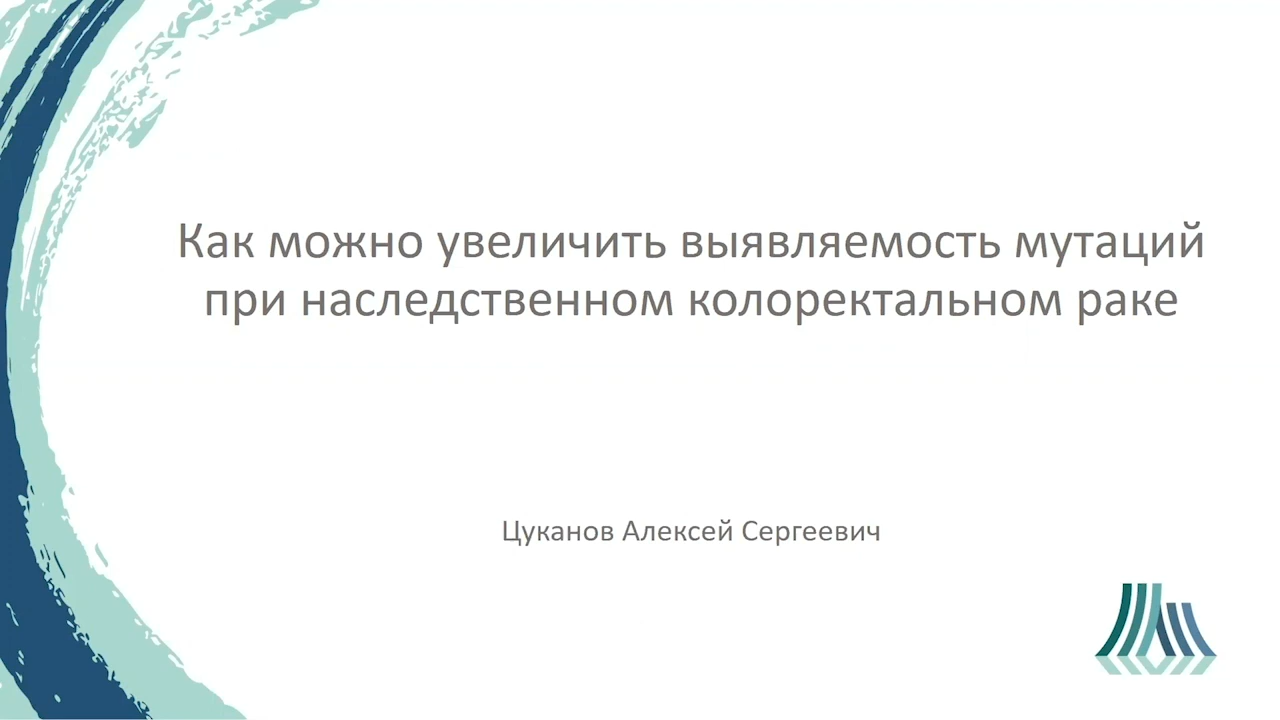 Как можно увеличить выявляемость мутаций
при наследственном колоректальном раке
Цуканов Алексей Сергеевич